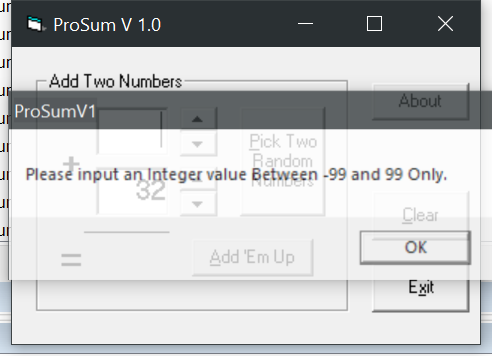 ProSum V 1.0
Add Two Numbers
About
ProSumV1
Pick Two
Random
Numbers
+
Please input an Integer value Between -99 and 99 Only.
32
Clear
=
Add 'Em Up
OK
Exit